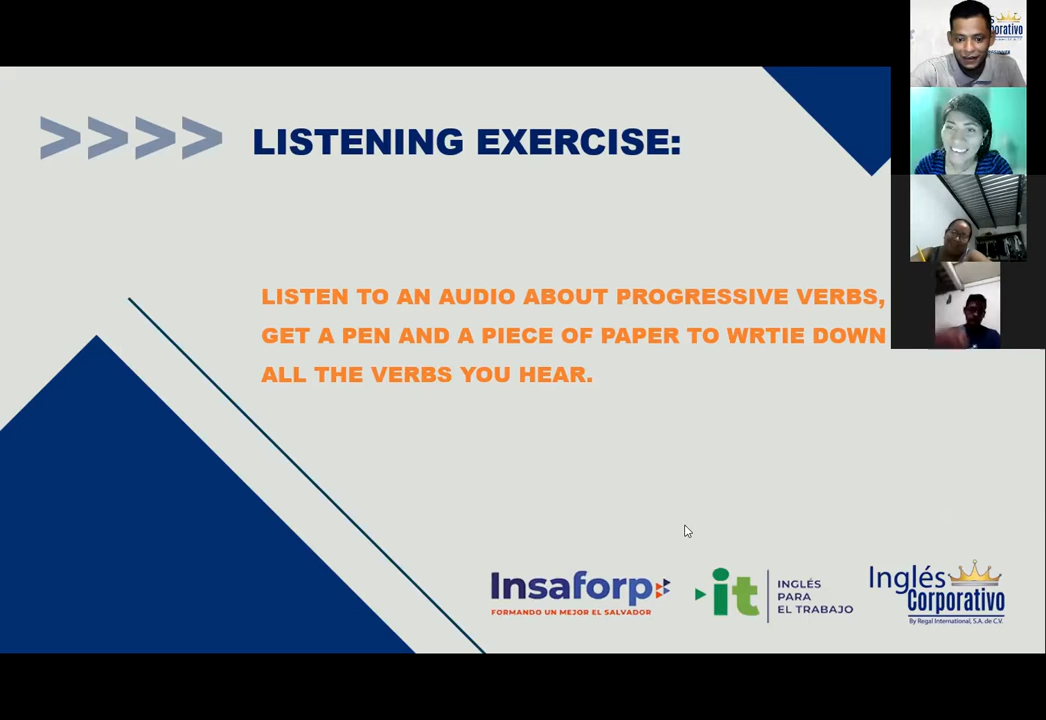 >>>> LISTENING EXERCISE:
LISTEN TO AN AUDIO ABOUT PROGRESSIVE VERBS,
GET A PEN AND A PIECE OF PAPER TO WRTIE DOWN
ALL THE VERBS YOU HEAR.
Insaforp
FORMANDO UN MEJOR EL SALVADOR
it
INGLÉS
PARA
EL TRABAJO
Inglés
Corporativo
By Regal International, S.A. de C.V.
orativo